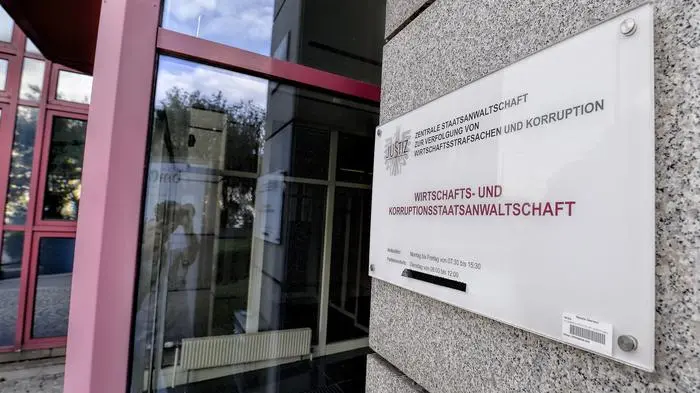 JUSTIZ
ZENTRALE STAATSANWALTSCHAFT
ZUR VERFOLGUNG VON
WIRTSCHAFTSSTRAFSACHEN UND KORRUPTION
WIRTSCHAFTS- UND
KORRUPTIONSSTAATSANWALTSCHAFT
Montag bis Freitag von 07:30 bis 15:30
Dienstag von 08:00 bis 12:00